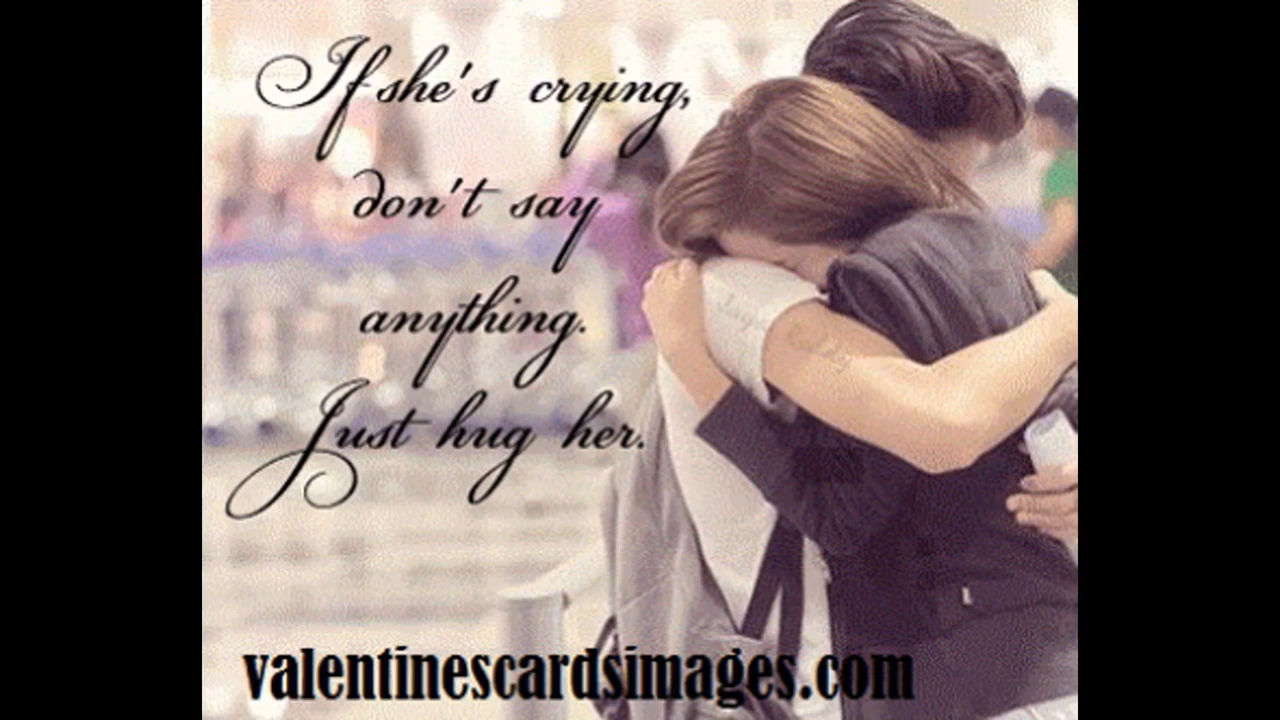 If she's crying,
don't say
anything.
Just hug her.
valentinescardsimages.com